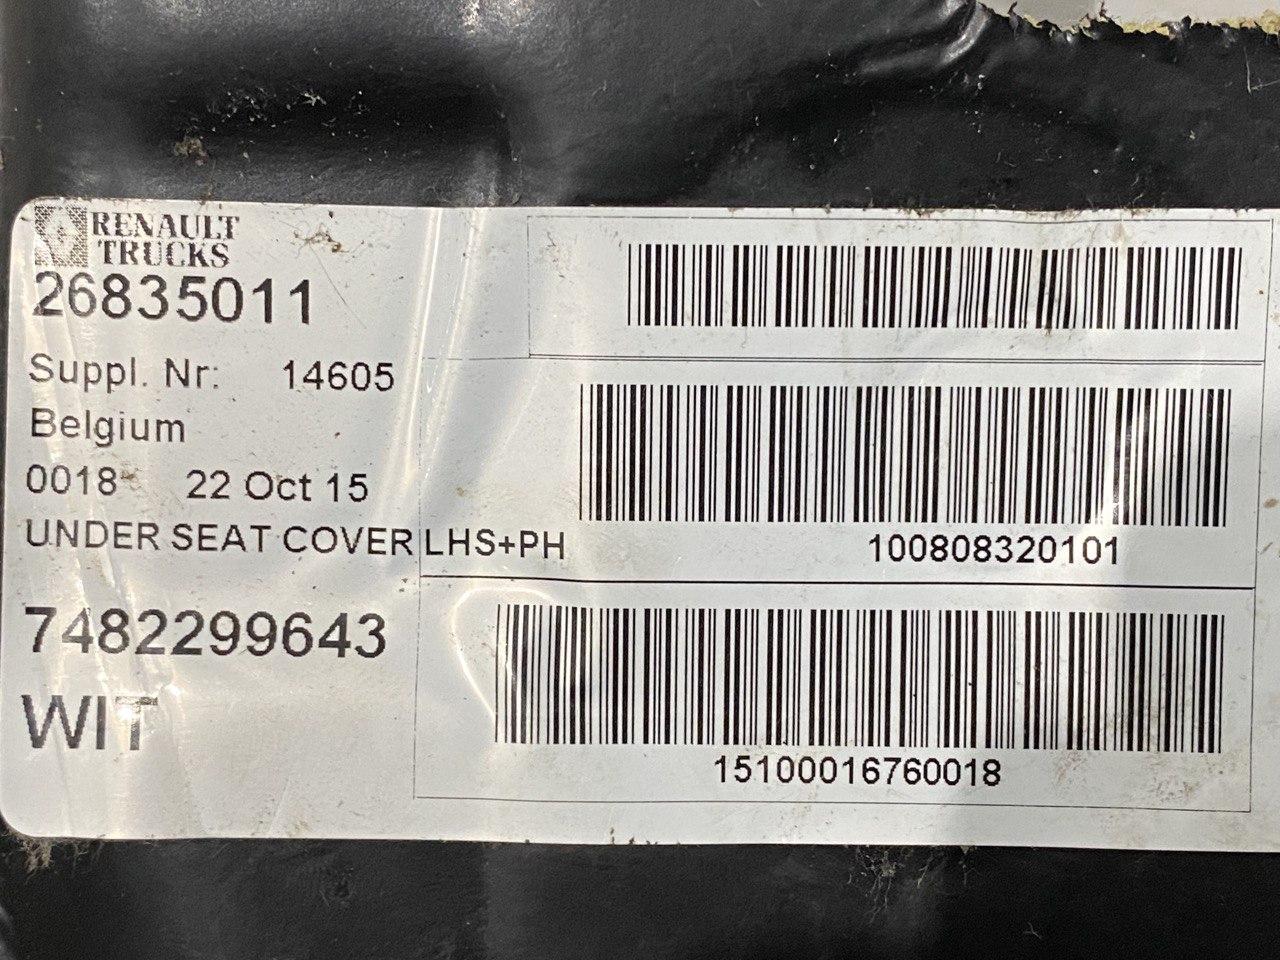 RENAULT
TRUCKS
26835011
Suppl. Nr: 14605
Belgium
0018 22 Oct 15
UNDER SEAT COVER LHS+PH
7482299643
WIT
100808320101
15100016760018